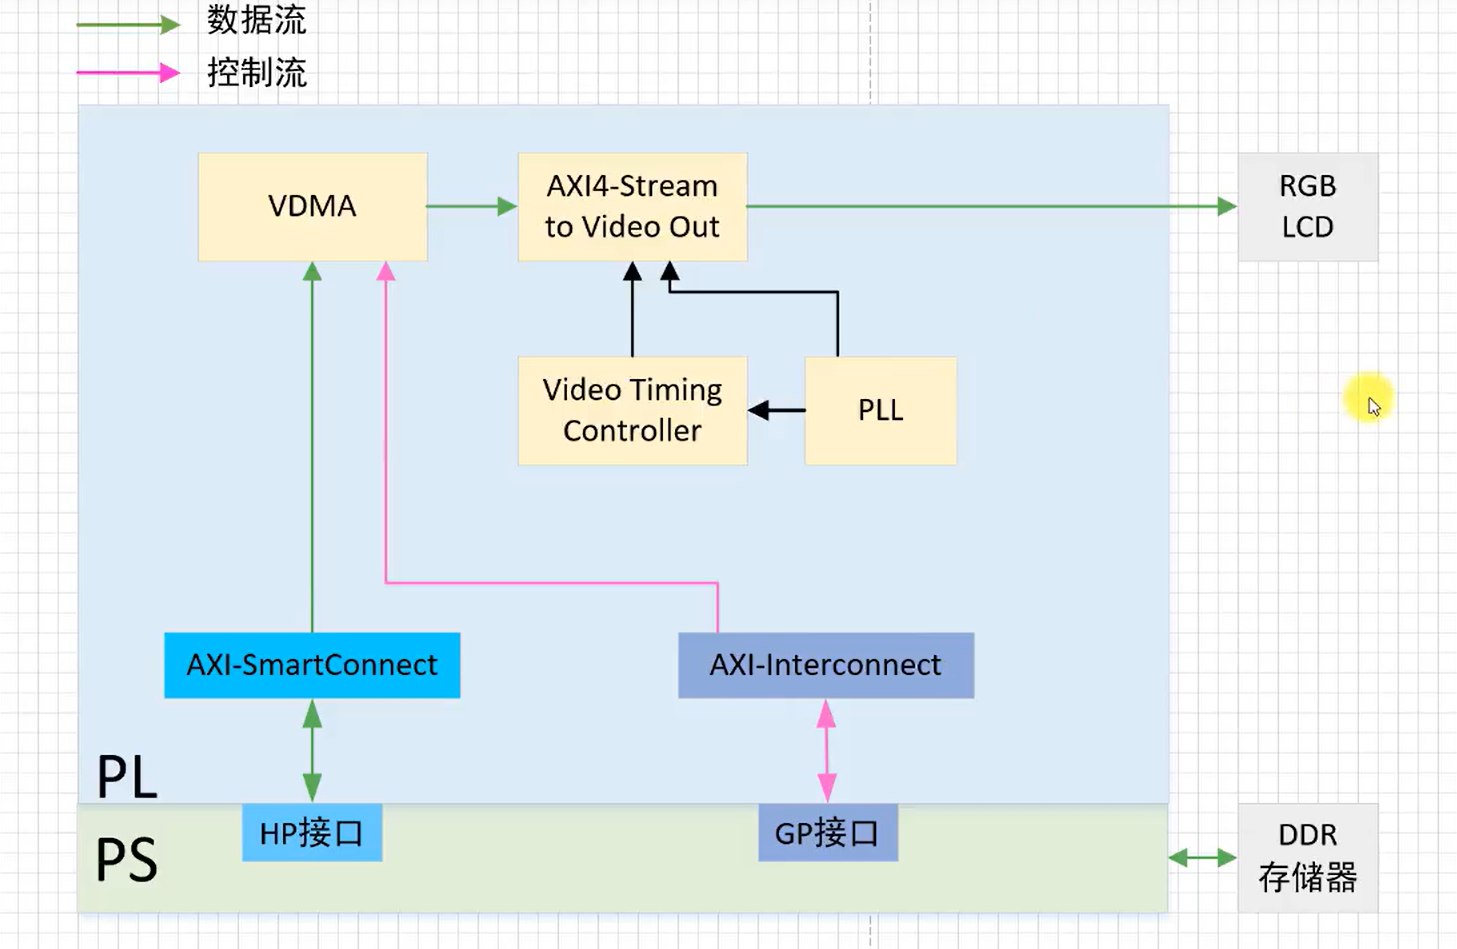 数据流
控制流
VDMA
AXI4-Stream
to Video Out
RGB
LCD
Video Timing
Controller
PLL
AXI-SmartConnect
AXI-Interconnect
PL
HP接口
GP接口
PS
DDR
存储器